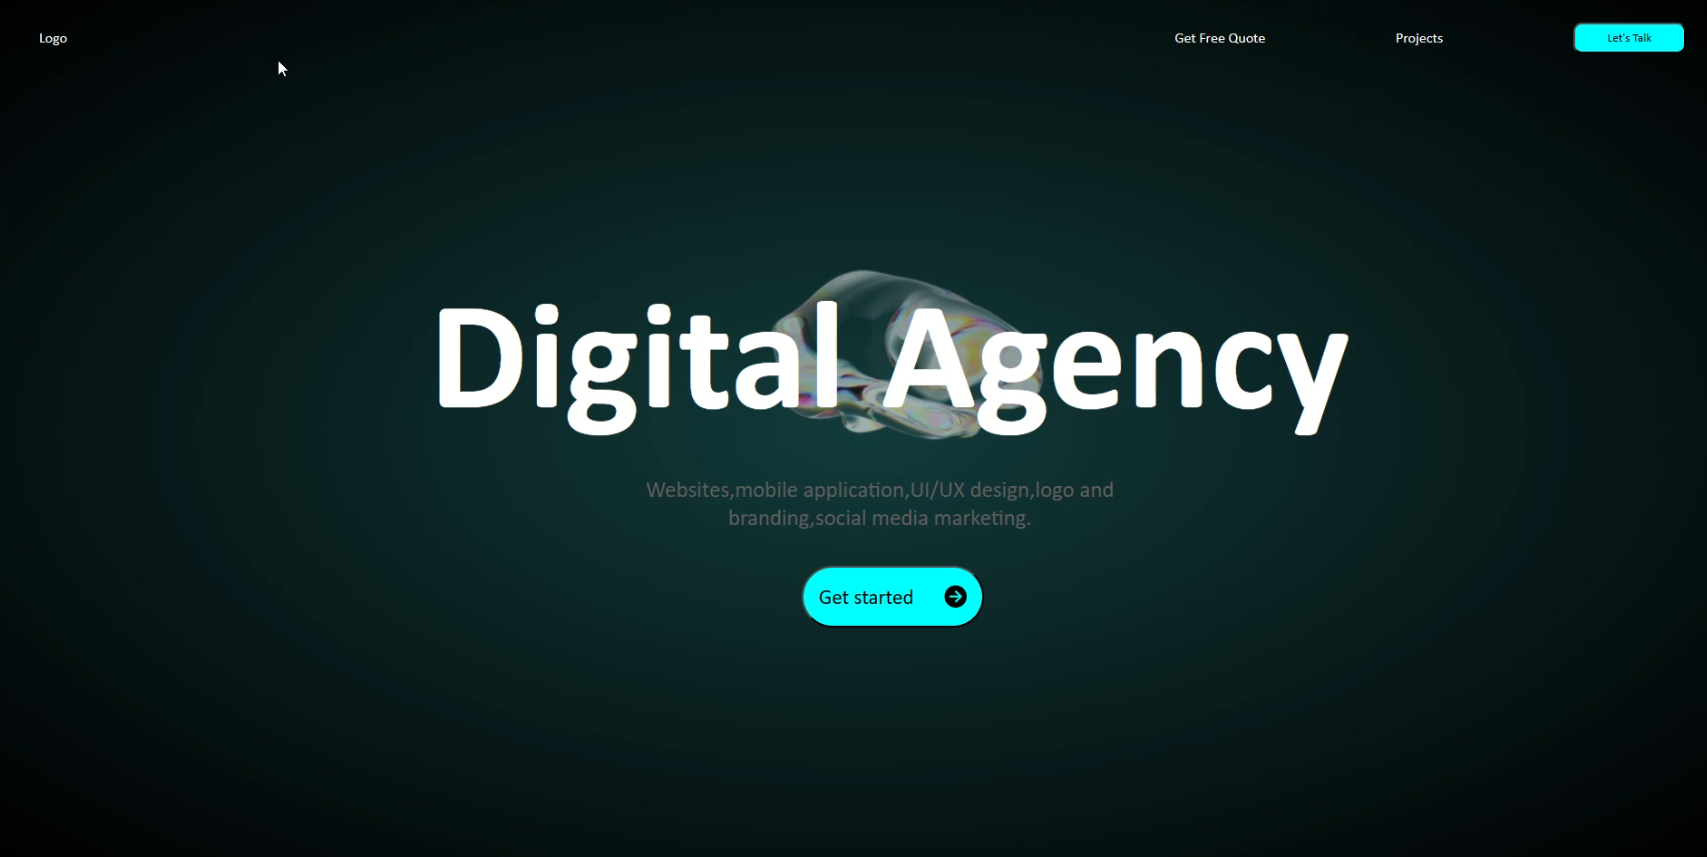 Logo
Get Free Quote
Projects
Let's Talk
Digital Agency
Websites,mobile application,UI/UX design,logo and
branding,social media marketing.
Get started